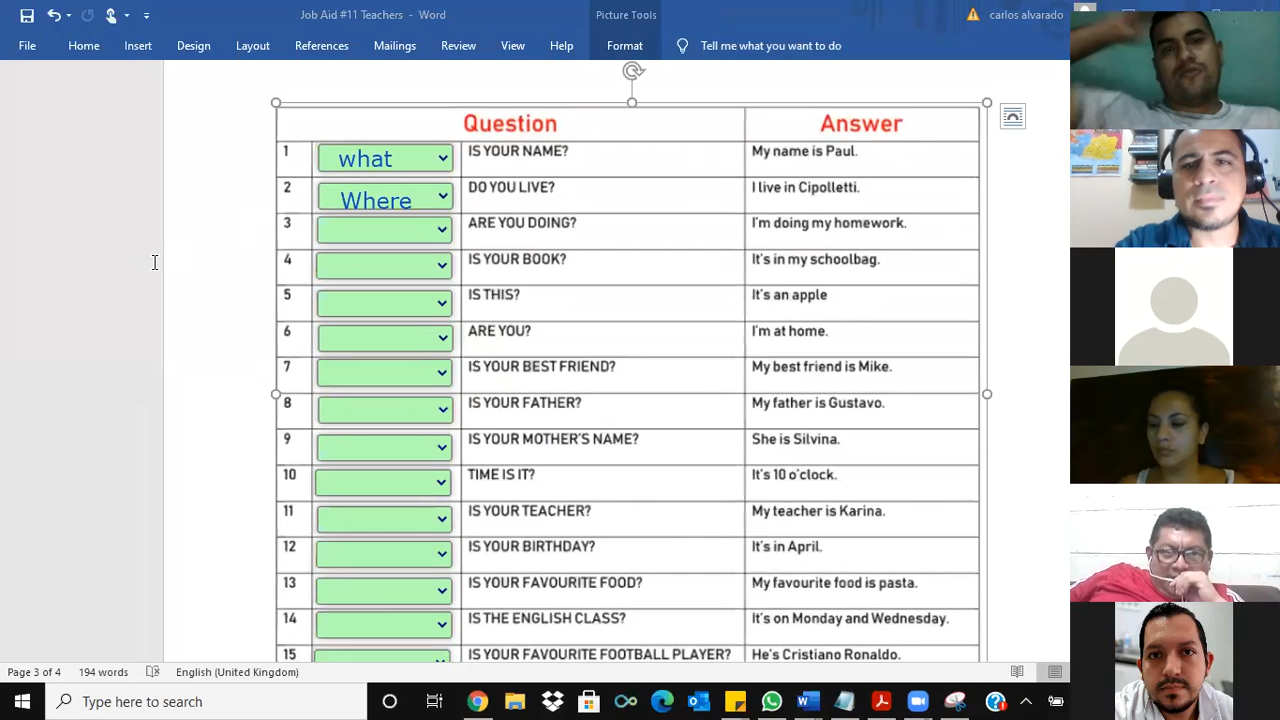 Job Aid #11 Teachers - Word
Picture Tools
carlos alvarado
File Home Insert Design Layout References Mailings Review View Help Format Tell me what you want to do
Question Answer
1 what IS YOUR NAME? My name is Paul.
2 Where DO YOU LIVE? I live in Cipolletti.
3 ARE YOU DOING? I'm doing my homework.
4 IS YOUR BOOK? It's in my schoolbag.
5 IS THIS? It's an apple
6 ARE YOU? I'm at home.
7 IS YOUR BEST FRIEND? My best friend is Mike.
8 IS YOUR FATHER? My father is Gustavo.
9 IS YOUR MOTHER'S NAME? She is Silvina.
10 TIME IS IT? It's 10 o'clock.
11 IS YOUR TEACHER? My teacher is Karina.
12 IS YOUR BIRTHDAY? It's in April.
13 IS YOUR FAVOURITE FOOD? My favourite food is pasta.
14 IS THE ENGLISH CLASS? It's on Monday and Wednesday.
15 IS YOUR FAVOURITE FOOTBALL PLAYER? He's Cristiano Ronaldo.
Page 3 of 4 194 words English (United Kingdom)
Type here to search